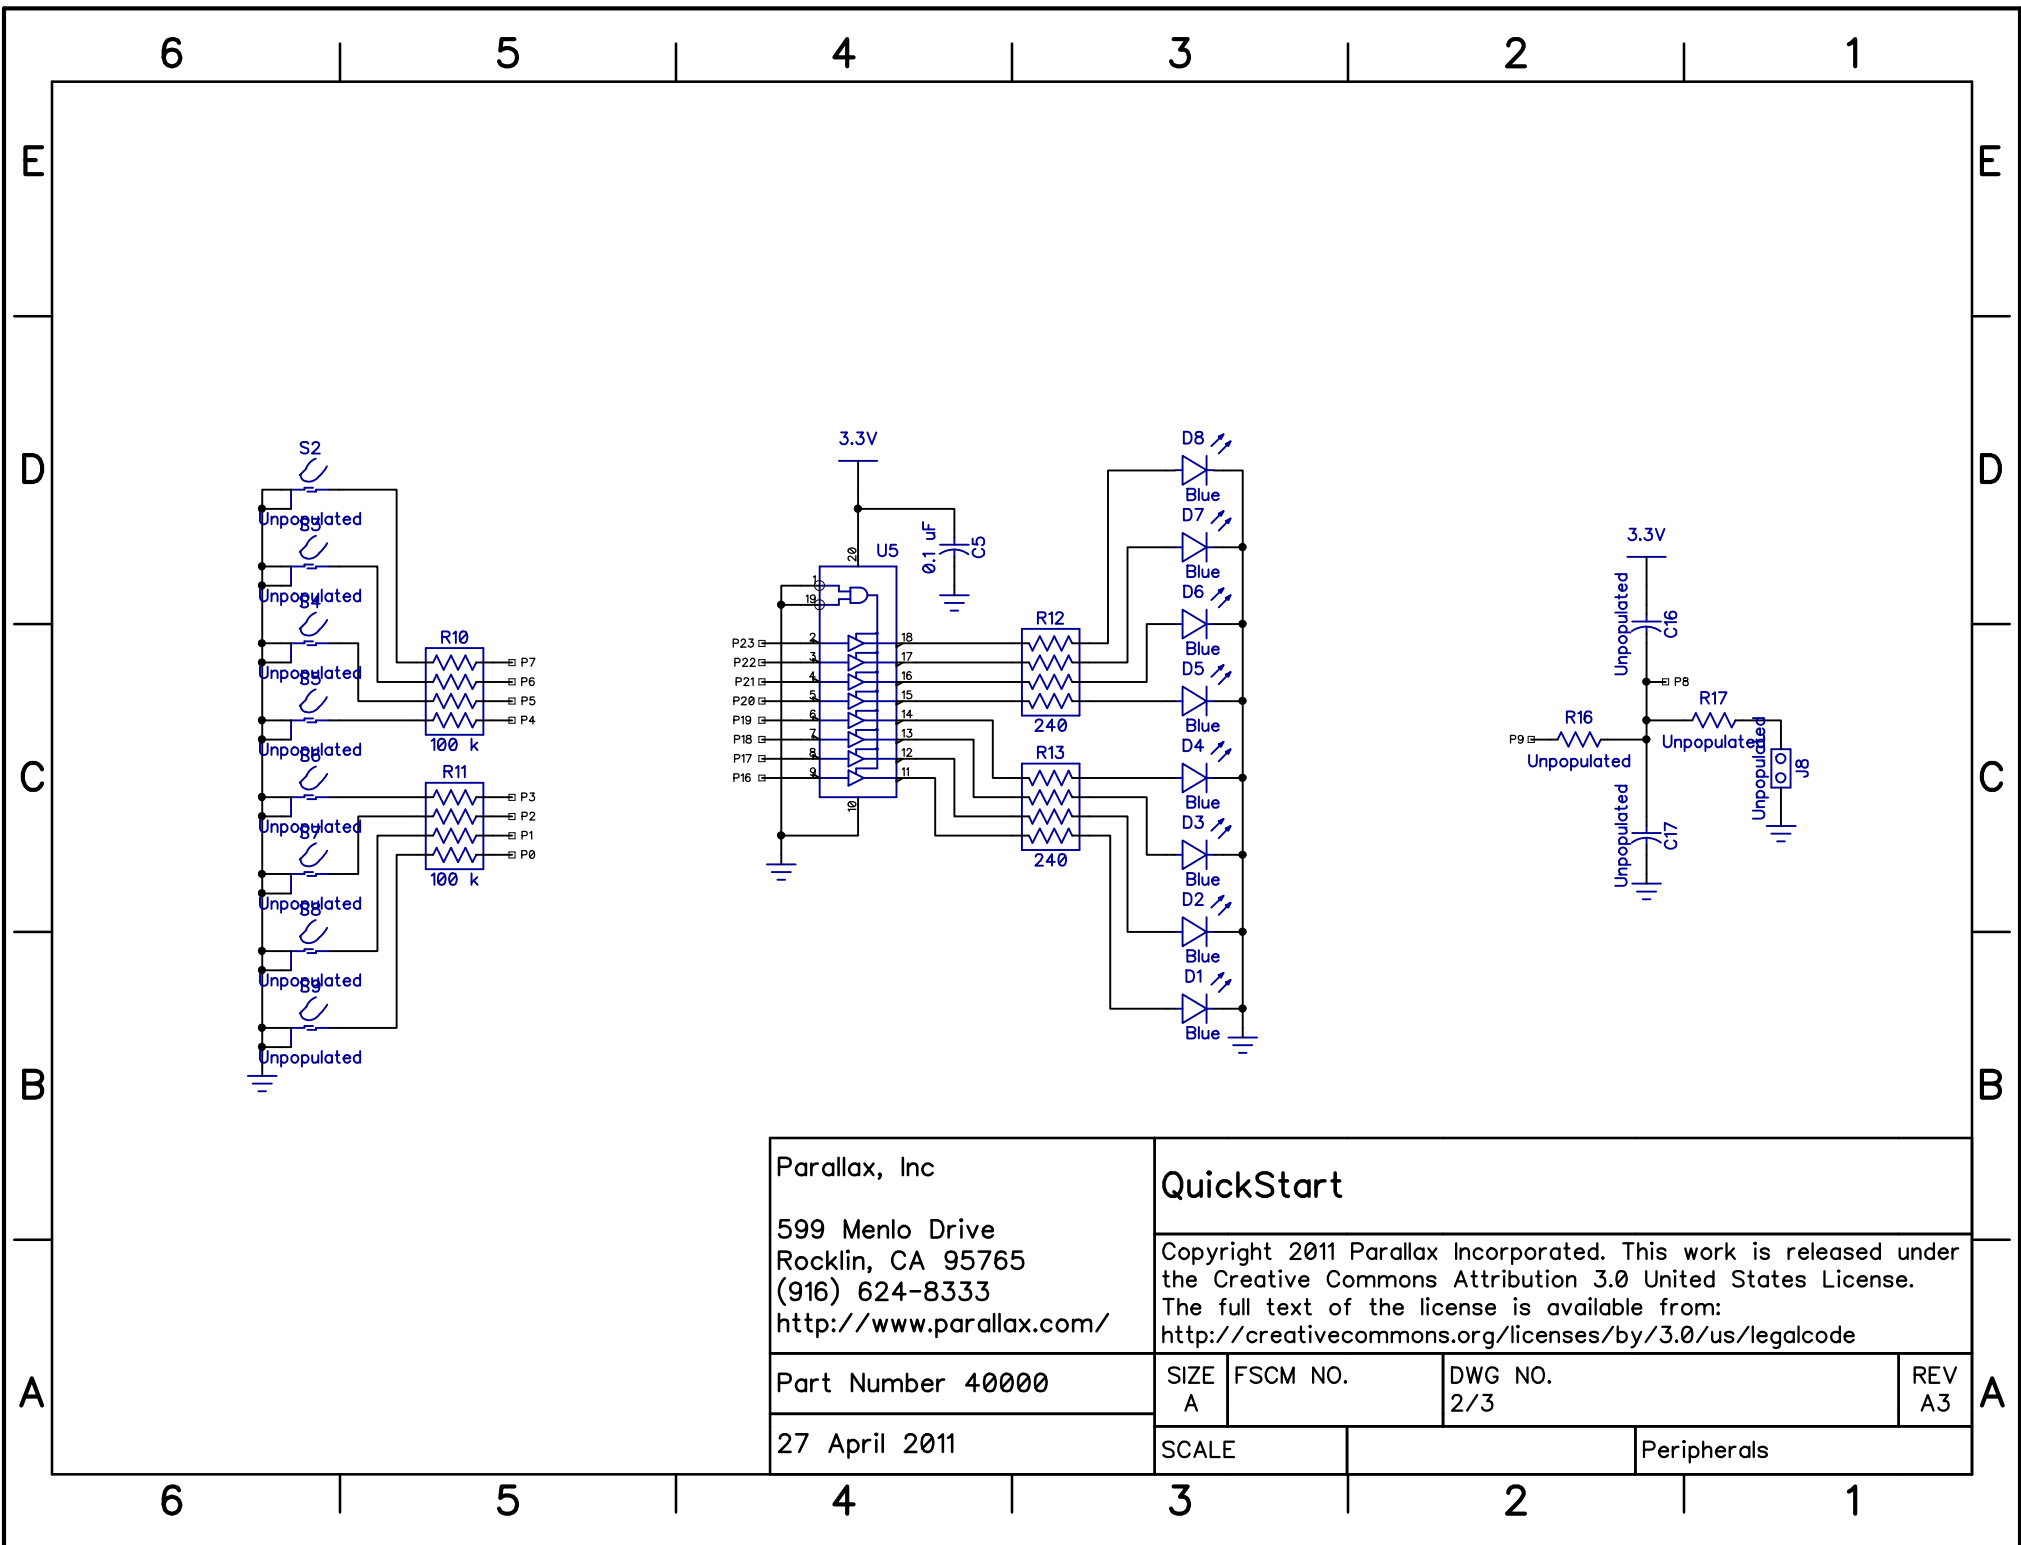 6 5 4 3 2 1
E E
D D
C C
B B
A A
6 5 4 3 2 1
S2
Unpopulated
S3
Unpopulated
S4
Unpopulated
S5
Unpopulated
S6
Unpopulated
S7
Unpopulated
S8
Unpopulated
S9
Unpopulated
R10
P7
P6
P5
P4
100 k
R11
P3
P2
P1
P0
100 k
3.3V
0.1 uF
C5
U5
20
1
19
P23 2 18
P22 3 17
P21 4 16
P20 5 15
P19 6 14
P18 7 13
P17 8 12
P16 9 11
10
R12
240
R13
240
D8
Blue
D7
Blue
D6
Blue
D5
Blue
D4
Blue
D3
Blue
D2
Blue
D1
Blue
3.3V
Unpopulated
C16
P8
R17
Unpopulated
R16
P9
Unpopulated
Unpopulated
J8
Unpopulated
C17
Parallax, Inc
599 Menlo Drive
Rocklin, CA 95765
(916) 624-8333
http://www.parallax.com/
Part Number 40000
27 April 2011
QuickStart
Copyright 2011 Parallax Incorporated. This work is released under
the Creative Commons Attribution 3.0 United States License.
The full text of the license is available from:
http://creativecommons.org/licenses/by/3.0/us/legalcode
SIZE
A
FSCM NO.
DWG NO.
2/3
REV
A3
SCALE
Peripherals